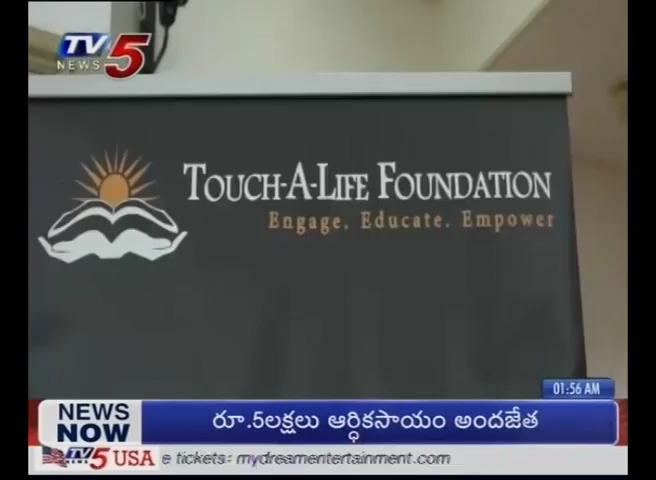 TV5
NEWS
TOUCH-A-LIFE FOUNDATION
Engage. Educate. Empower
01:56 AM
NEWS
NOW
రూ.5లక్షలు ఆర్థికసాయం అందజేత
TV5 USA
e tickets: mydreamentertainment.com